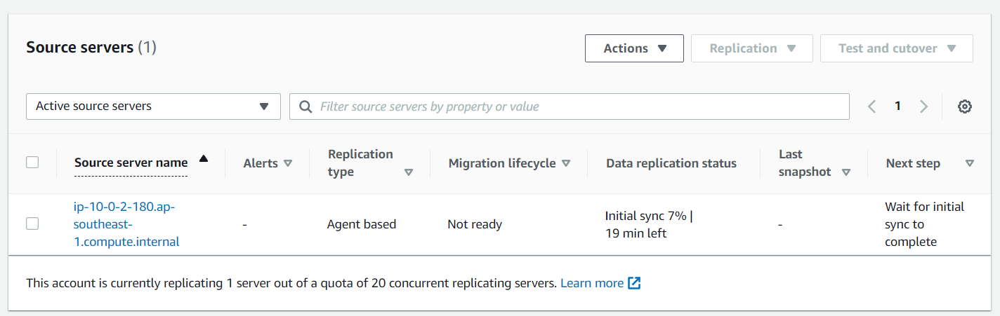 Source servers (1)
Actions
Replication
Test and cutover
Active source servers
Filter source servers by property or value
1
Source server name
Alerts
Replication
type
Migration lifecycle
Data replication status
Last
snapshot
Next step
ip-10-0-2-180.ap-
southeast-
1.compute.internal
-
Agent based
Not ready
Initial sync 7% |
19 min left
-
Wait for initial
sync to
complete
This account is currently replicating 1 server out of a quota of 20 concurrent replicating servers. Learn more